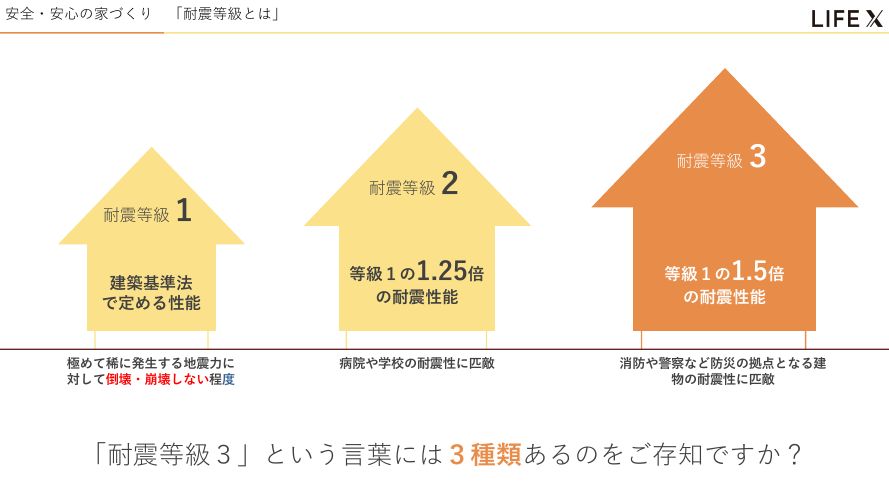 安全・安心の家づくり 「耐震等級とは」
LIFE X
耐震等級 1
建築基準法
で定める性能
極めて稀に発生する地震力に
対して倒壊・崩壊しない程度
耐震等級 2
等級１の1.25倍
の耐震性能
病院や学校の耐震性に匹敵
耐震等級 3
等級１の1.5倍
の耐震性能
消防や警察など防災の拠点となる建
物の耐震性に匹敵
「耐震等級３」という言葉には３種類あるのをご存知ですか？